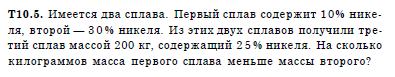 Т10.5. Имеется два сплава. Первый сплав содержит 10% нике-
ля, второй — 30% никеля. Из этих двух сплавов получили тре-
тий сплав массой 200 кг, содержащий 25% никеля. На сколько
килограммов масса первого сплава меньше массы второго?